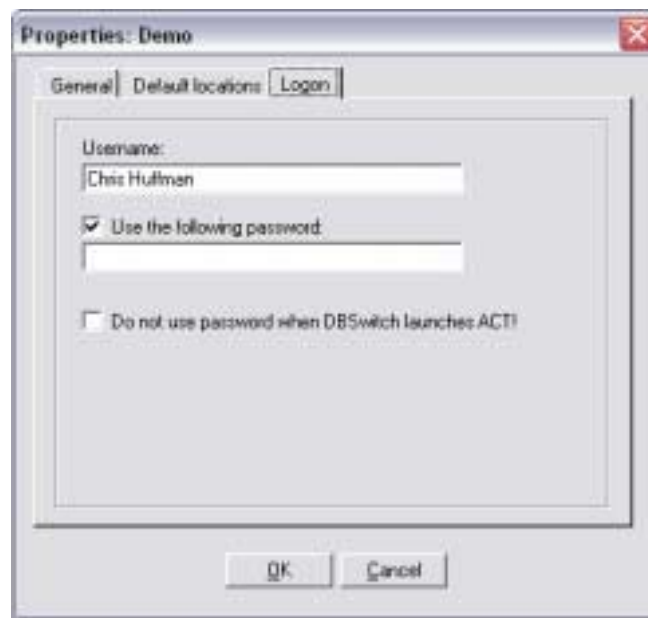 Properties: Demo
General Default locations Logon
Username:
Chris Huffman
Use the following password:
Do not use password when DBSwitch launches ACT!
OK Cancel